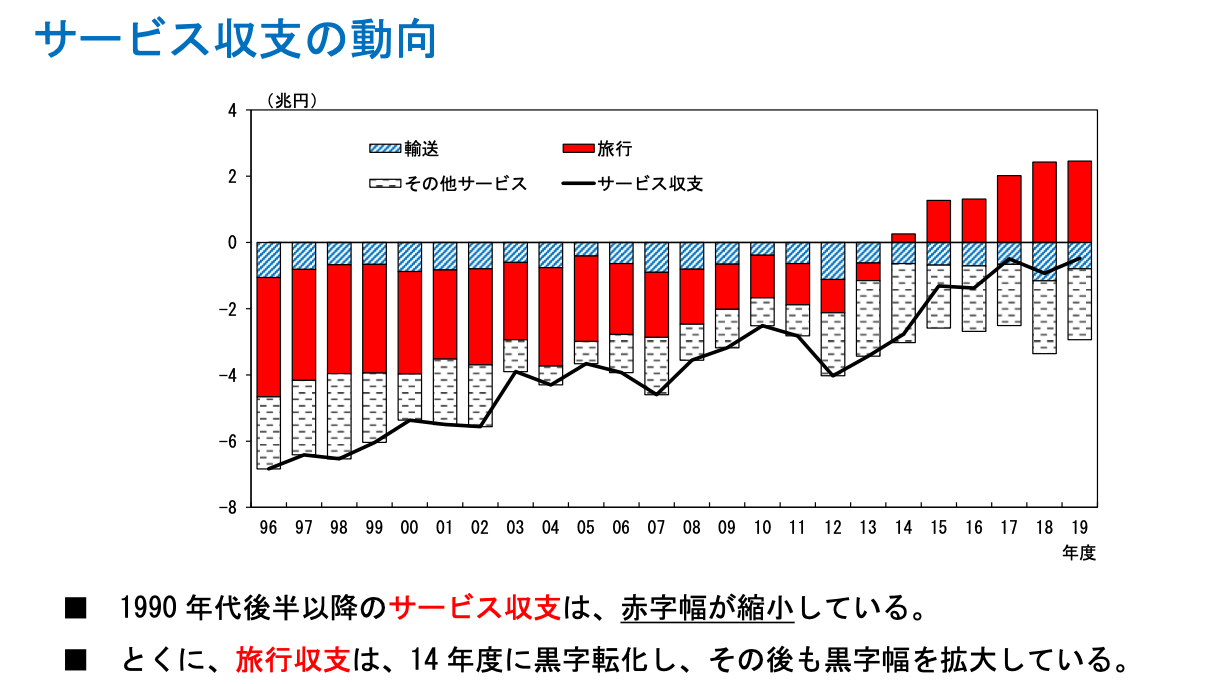 サービス収支の動向
（兆円）
4
2
0
-2
-4
-6
-8
輸送
旅行
その他サービス
サービス収支
96 97 98 99 00 01 02 03 04 05 06 07 08 09 10 11 12 13 14 15 16 17 18 19
年度
■ 1990 年代後半以降のサービス収支は、赤字幅が縮小している。
■ とくに、旅行収支は、14 年度に黒字転化し、その後も黒字幅を拡大している。